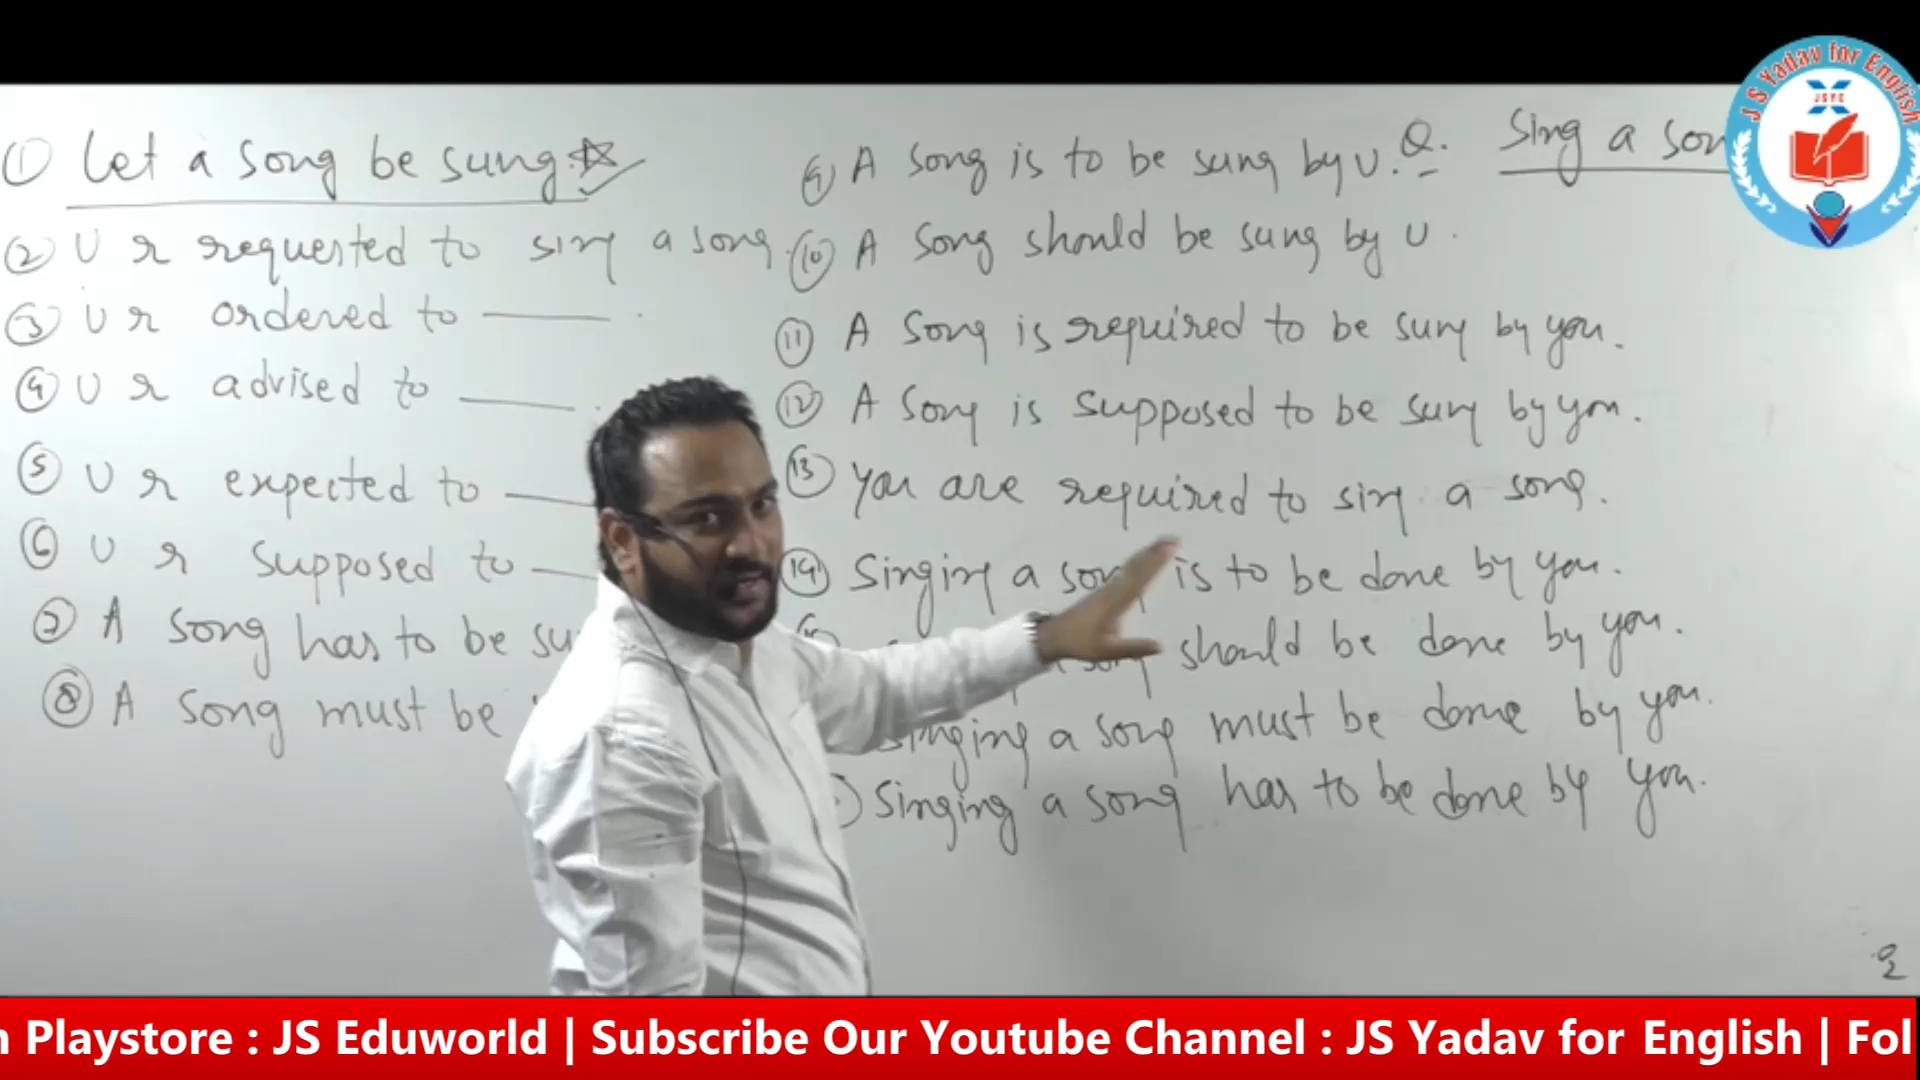 ① Let a song be sung.
② U r requested to sing a song.
③ U r ordered to ——.
④ U r advised to ——.
⑤ U r expected to ——
⑥ U r supposed to ——
⑦ A song has to be su
⑧ A song must be
⑨ A song is to be sung by U.
⑩ A song should be sung by U.
⑪ A song is required to be sung by you.
⑫ A song is supposed to be sung by you.
⑬ You are required to sing a song.
⑭ Singing a song is to be done by you.
a song should be done by you.
Singing a song must be done by you.
Singing a song has to be done by you.
Q. Sing a son
J S Yadav for English
JSYE
2
n Playstore : JS Eduworld | Subscribe Our Youtube Channel : JS Yadav for English | Fol